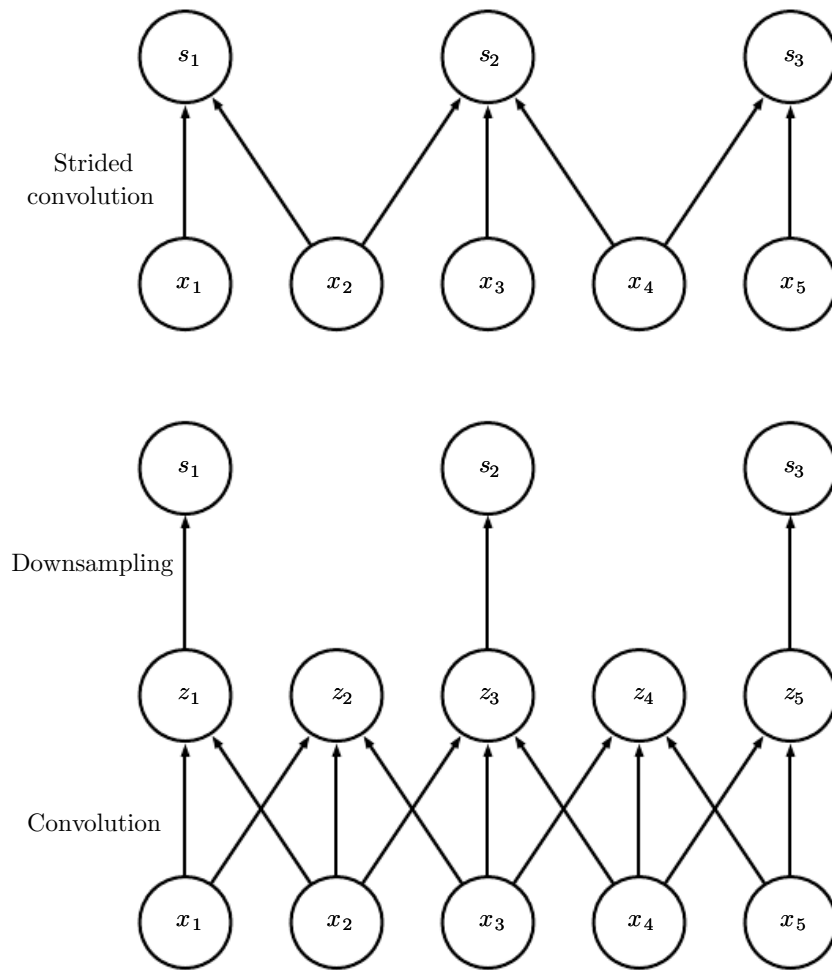 s₁ s₂ s₃
Strided
convolution
x₁ x₂ x₃ x₄ x₅
s₁ s₂ s₃
Downsampling
z₁ z₂ z₃ z₄ z₅
Convolution
x₁ x₂ x₃ x₄ x₅